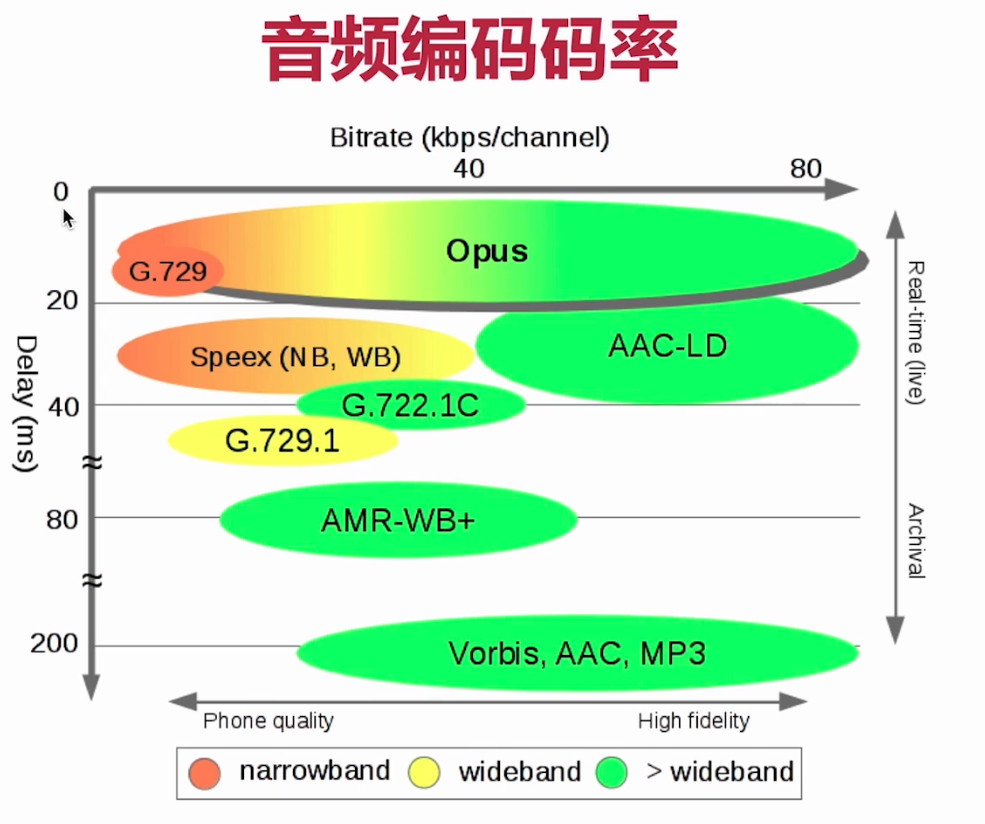 音频编码码率
Bitrate (kbps/channel)
40
80
0
Opus
G.729
20
Speex (NB, WB)
AAC-LD
40
G.722.1C
G.729.1
80
AMR-WB+
200
Vorbis, AAC, MP3
Delay (ms)
Real-time (live)
Archival
Phone quality
High fidelity
narrowband
wideband
> wideband